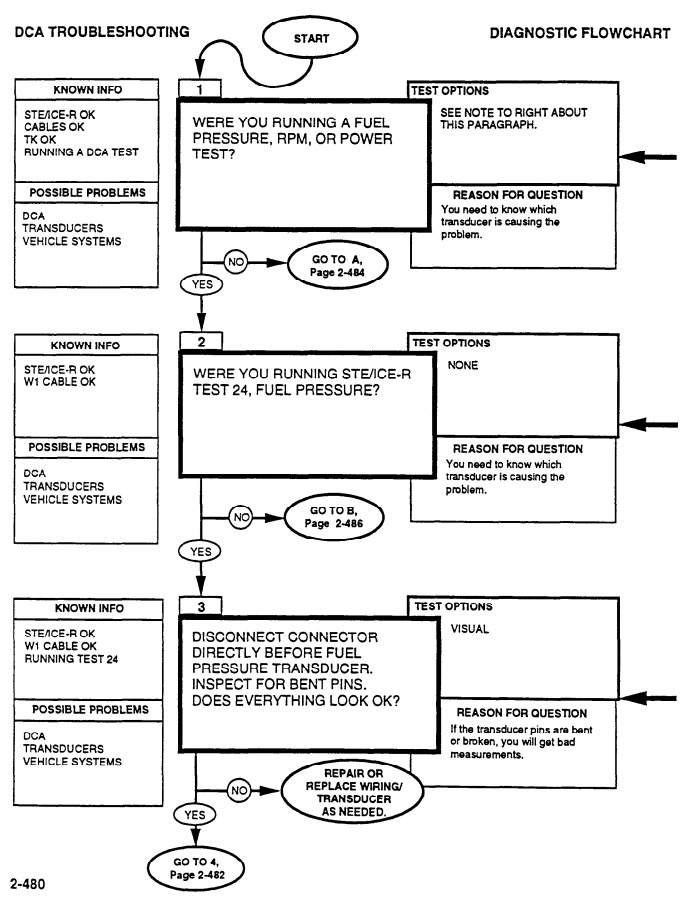 DCA TROUBLESHOOTING
DIAGNOSTIC FLOWCHART
START
KNOWN INFO
STE/ICE-R OK
CABLES OK
TK OK
RUNNING A DCA TEST
POSSIBLE PROBLEMS
DCA
TRANSDUCERS
VEHICLE SYSTEMS
1
WERE YOU RUNNING A FUEL
PRESSURE, RPM, OR POWER
TEST?
TEST OPTIONS
SEE NOTE TO RIGHT ABOUT
THIS PARAGRAPH.
REASON FOR QUESTION
You need to know which
transducer is causing the
problem.
NO
GO TO A,
Page 2-484
YES
KNOWN INFO
STE/ICE-R OK
W1 CABLE OK
POSSIBLE PROBLEMS
DCA
TRANSDUCERS
VEHICLE SYSTEMS
2
WERE YOU RUNNING STE/ICE-R
TEST 24, FUEL PRESSURE?
TEST OPTIONS
NONE
REASON FOR QUESTION
You need to know which
transducer is causing the
problem.
NO
GO TO B,
Page 2-486
YES
KNOWN INFO
STE/ICE-R OK
W1 CABLE OK
RUNNING TEST 24
POSSIBLE PROBLEMS
DCA
TRANSDUCERS
VEHICLE SYSTEMS
3
DISCONNECT CONNECTOR
DIRECTLY BEFORE FUEL
PRESSURE TRANSDUCER.
INSPECT FOR BENT PINS.
DOES EVERYTHING LOOK OK?
TEST OPTIONS
VISUAL
REASON FOR QUESTION
If the transducer pins are bent
or broken, you will get bad
measurements.
NO
REPAIR OR
REPLACE WIRING/
TRANSDUCER
AS NEEDED.
YES
GO TO 4,
Page 2-482
2-480